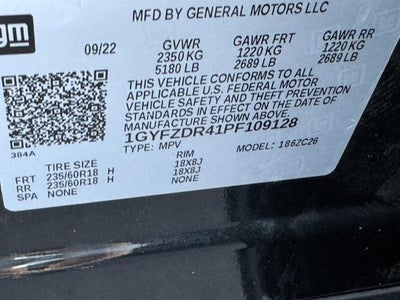 gm
MFD BY GENERAL MOTORS LLC
09/22 GVWR GAWR FRT GAWR RR
2350 KG 1220 KG 1220 KG
5180 LB 2689 LB 2689 LB
THIS VEHICLE CONFORMS TO ALL
APPLICABLE U.S. FEDERAL MOTOR
VEHICLE SAFETY AND THEFT PREVENTION
STANDARDS IN EFFECT ON THE DATE OF
MANUFACTURE SHOWN ABOVE.
1GYFZDR41PF109128
384A TYPE: MPV MODEL: 186ZC26
TIRE SIZE RIM
FRT 235/60R18 H 18X8J
RR 235/60R18 H 18X8J
SPA NONE NONE